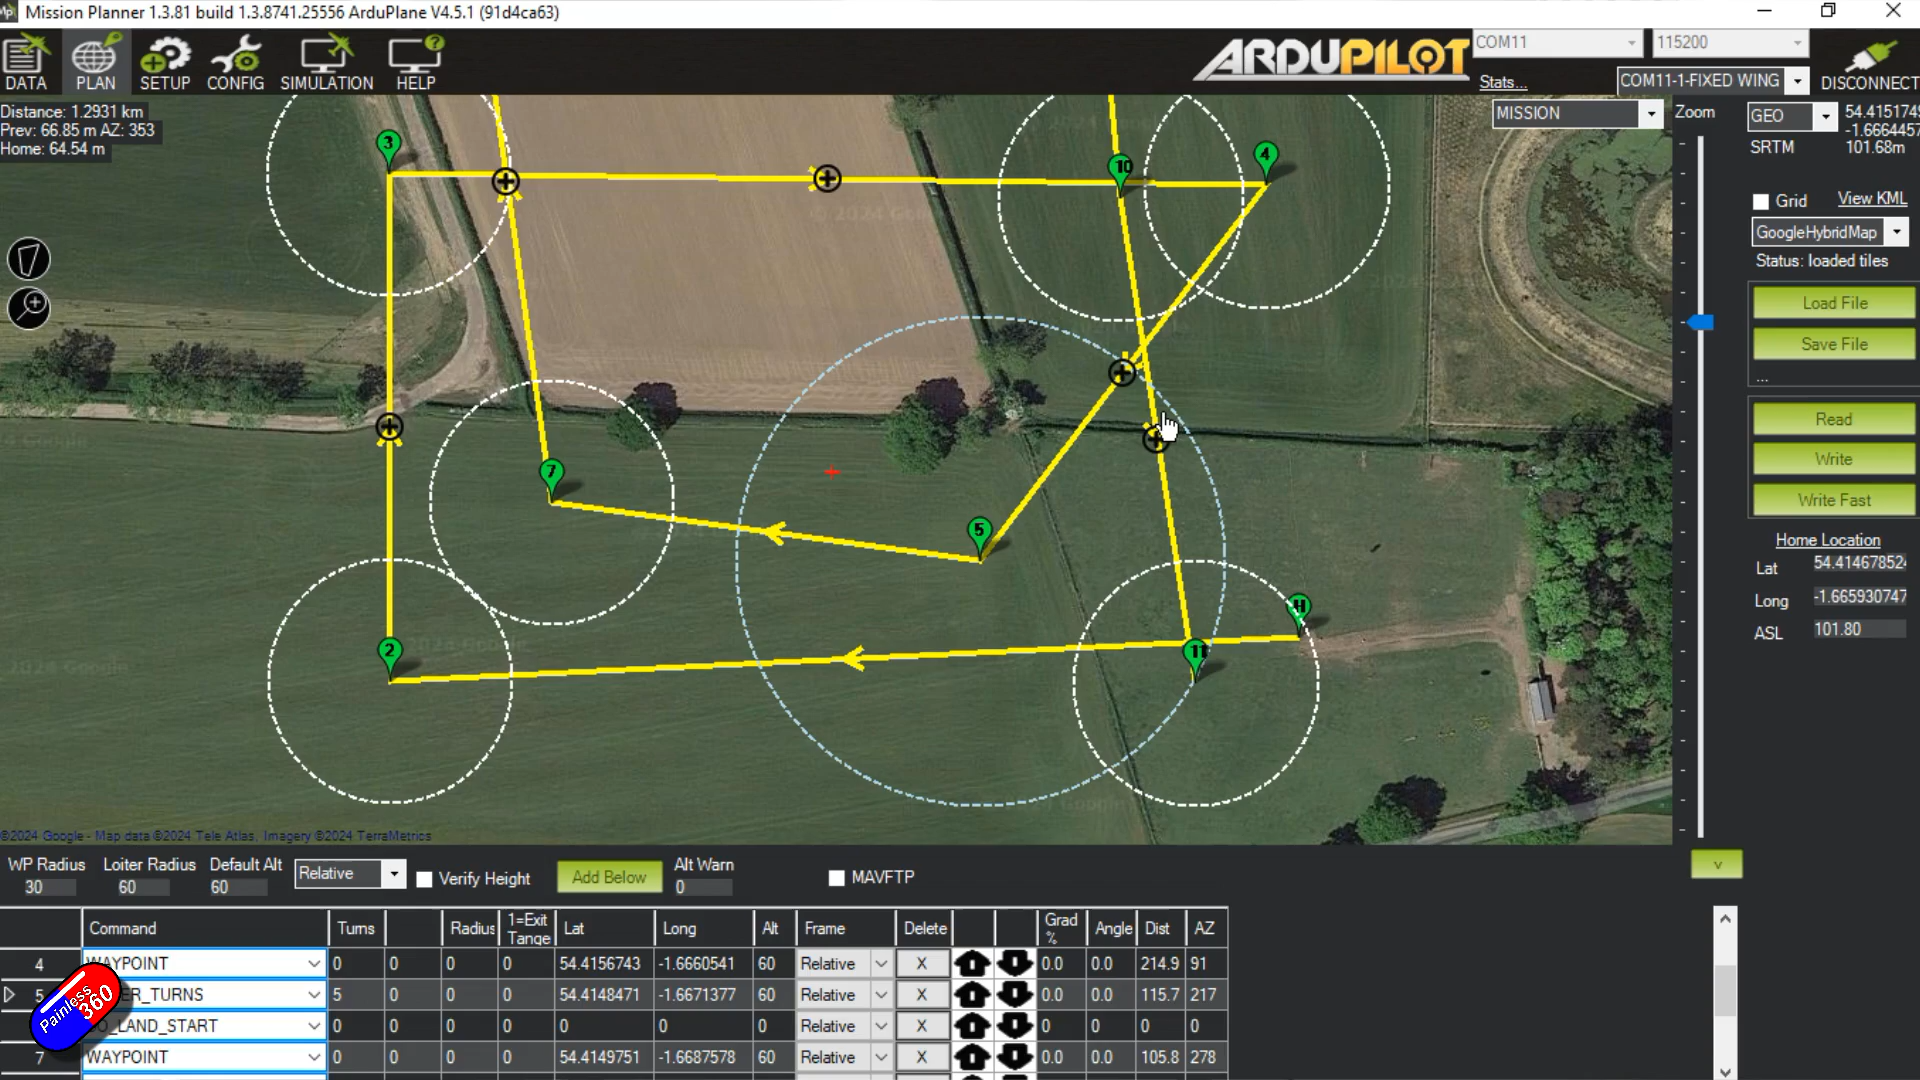 Mission Planner 1.3.81 build 1.3.8741.25556 ArduPlane V4.5.1 (91d4ca63)
DATA PLAN SETUP CONFIG SIMULATION HELP
ARDUPILOT
COM11 115200
Stats... COM11-1-FIXED WING DISCONNECT
Distance: 1.2931 km
Prev: 66.85 m AZ: 353
Home: 64.54 m
MISSION
Zoom
GEO 54.4151749
-1.6664457
SRTM 101.68m
Grid View KML
GoogleHybridMap
Status: loaded tiles
Load File
Save File
...
Read
Write
Write Fast
Home Location
Lat 54.41467852
Long -1.665930747
ASL 101.80
3
10
4
7
5
H
2
11
©2024 Google - Map data ©2024 Tele Atlas, Imagery ©2024 TerraMetrics
WP Radius Loiter Radius Default Alt Alt Warn
30 60 60 Relative Verify Height Add Below 0 MAVFTP
v
Command Turns Radius 1=Exit Tange Lat Long Alt Frame Delete Grad % Angle Dist AZ
4 WAYPOINT 0 0 0 0 54.4156743 -1.6660541 60 Relative X 0.0 0.0 214.9 91
5 ER_TURNS 5 0 0 0 54.4148471 -1.6671377 60 Relative X 0.0 0.0 115.7 217
O_LAND_START 0 0 0 0 0 0 0 Relative X 0 0 0 0
7 WAYPOINT 0 0 0 0 54.4149751 -1.6687578 60 Relative X 0.0 0.0 105.8 278
Painless 360